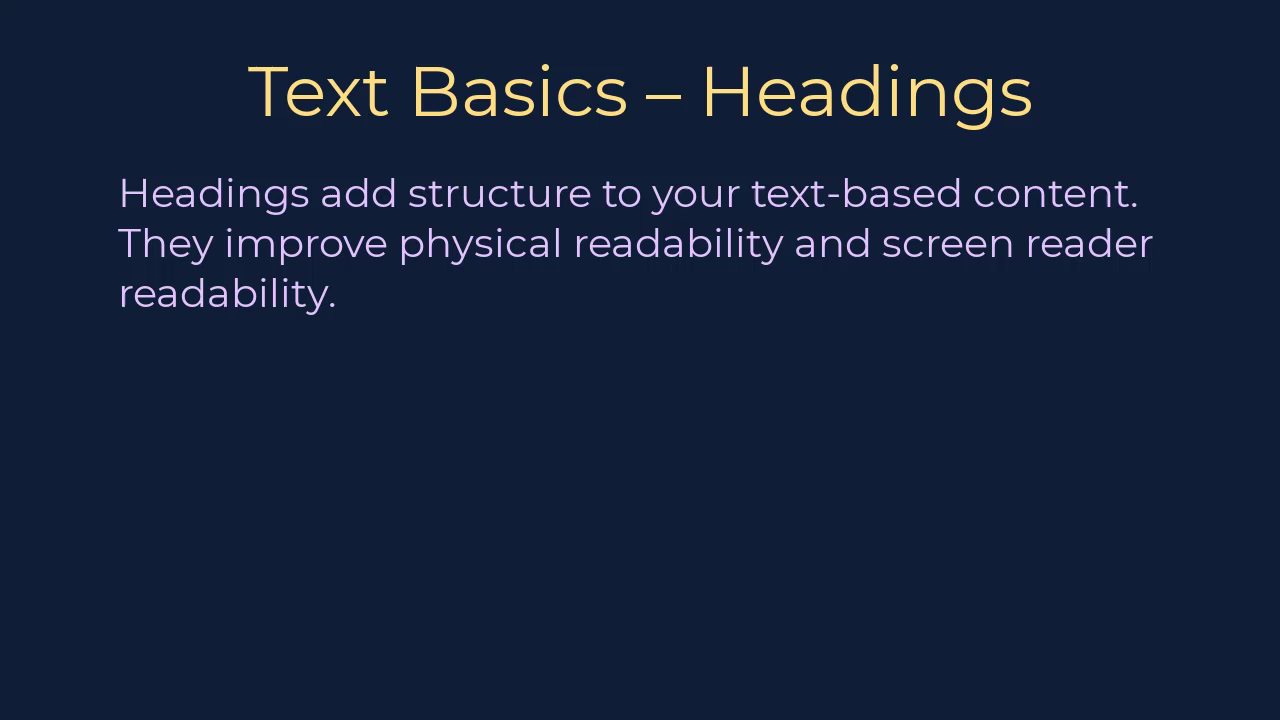 Text Basics – Headings
Headings add structure to your text-based content.
They improve physical readability and screen reader
readability.